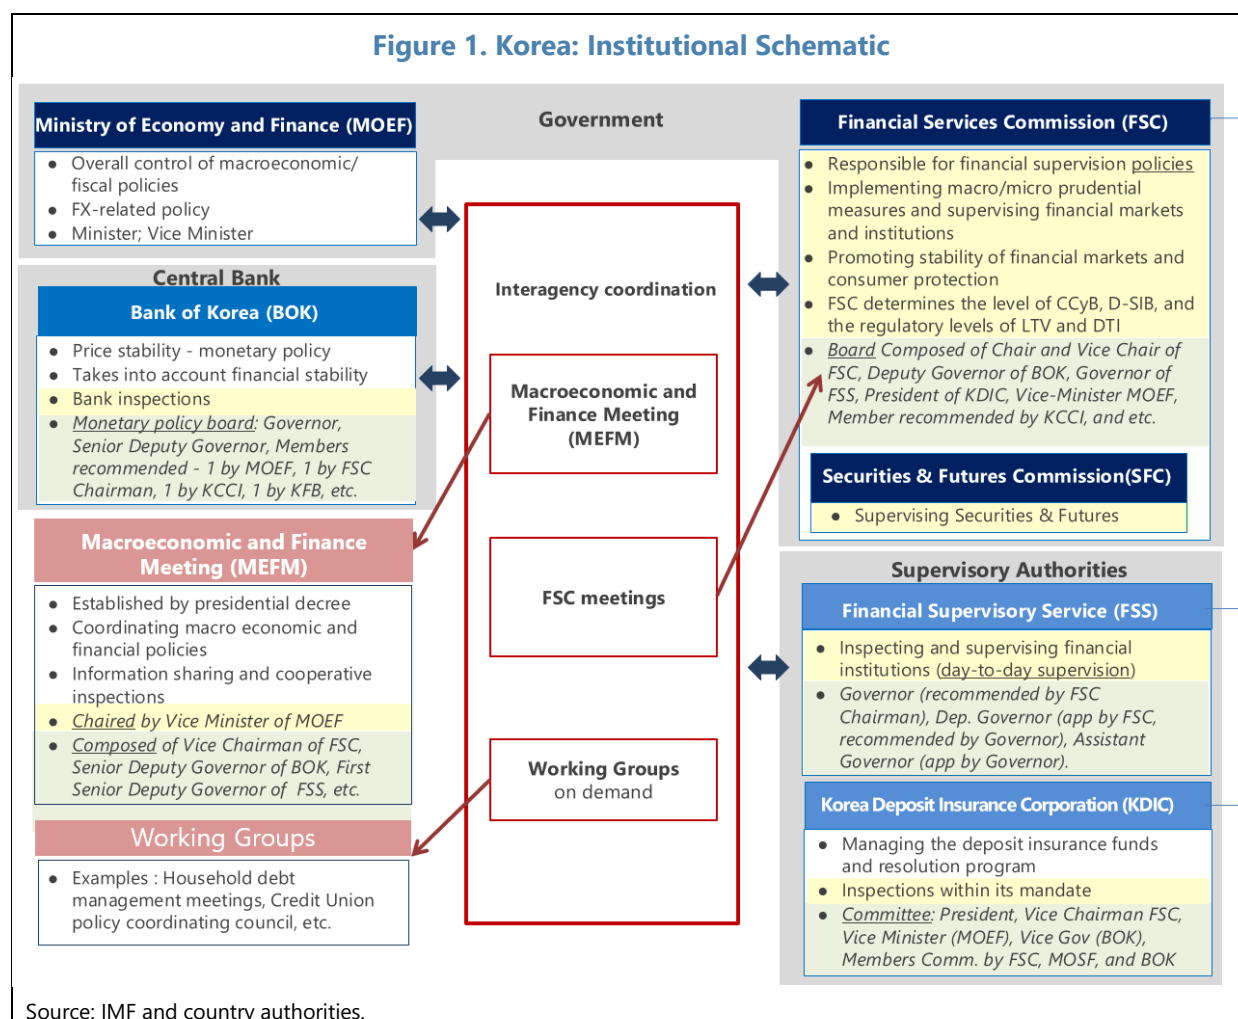 Figure 1. Korea: Institutional Schematic
Government
Ministry of Economy and Finance (MOEF)
● Overall control of macroeconomic/
fiscal policies
● FX-related policy
● Minister; Vice Minister
Central Bank
Bank of Korea (BOK)
● Price stability - monetary policy
● Takes into account financial stability
● Bank inspections
● Monetary policy board: Governor,
Senior Deputy Governor, Members
recommended - 1 by MOEF, 1 by FSC
Chairman, 1 by KCCI, 1 by KFB, etc.
Macroeconomic and Finance
Meeting (MEFM)
● Established by presidential decree
● Coordinating macro economic and
financial policies
● Information sharing and cooperative
inspections
● Chaired by Vice Minister of MOEF
● Composed of Vice Chairman of FSC,
Senior Deputy Governor of BOK, First
Senior Deputy Governor of FSS, etc.
Working Groups
● Examples : Household debt
management meetings, Credit Union
policy coordinating council, etc.
Interagency coordination
Macroeconomic and
Finance Meeting
(MEFM)
FSC meetings
Working Groups
on demand
Financial Services Commission (FSC)
● Responsible for financial supervision policies
● Implementing macro/micro prudential
measures and supervising financial markets
and institutions
● Promoting stability of financial markets and
consumer protection
● FSC determines the level of CCyB, D-SIB, and
the regulatory levels of LTV and DTI
● Board Composed of Chair and Vice Chair of
FSC, Deputy Governor of BOK, Governor of
FSS, President of KDIC, Vice-Minister MOEF,
Member recommended by KCCI, and etc.
Securities & Futures Commission(SFC)
● Supervising Securities & Futures
Supervisory Authorities
Financial Supervisory Service (FSS)
● Inspecting and supervising financial
institutions (day-to-day supervision)
● Governor (recommended by FSC
Chairman), Dep. Governor (app by FSC,
recommended by Governor), Assistant
Governor (app by Governor).
Korea Deposit Insurance Corporation (KDIC)
● Managing the deposit insurance funds
and resolution program
● Inspections within its mandate
● Committee: President, Vice Chairman FSC,
Vice Minister (MOEF), Vice Gov (BOK),
Members Comm. by FSC, MOSF, and BOK
Source: IMF and country authorities.